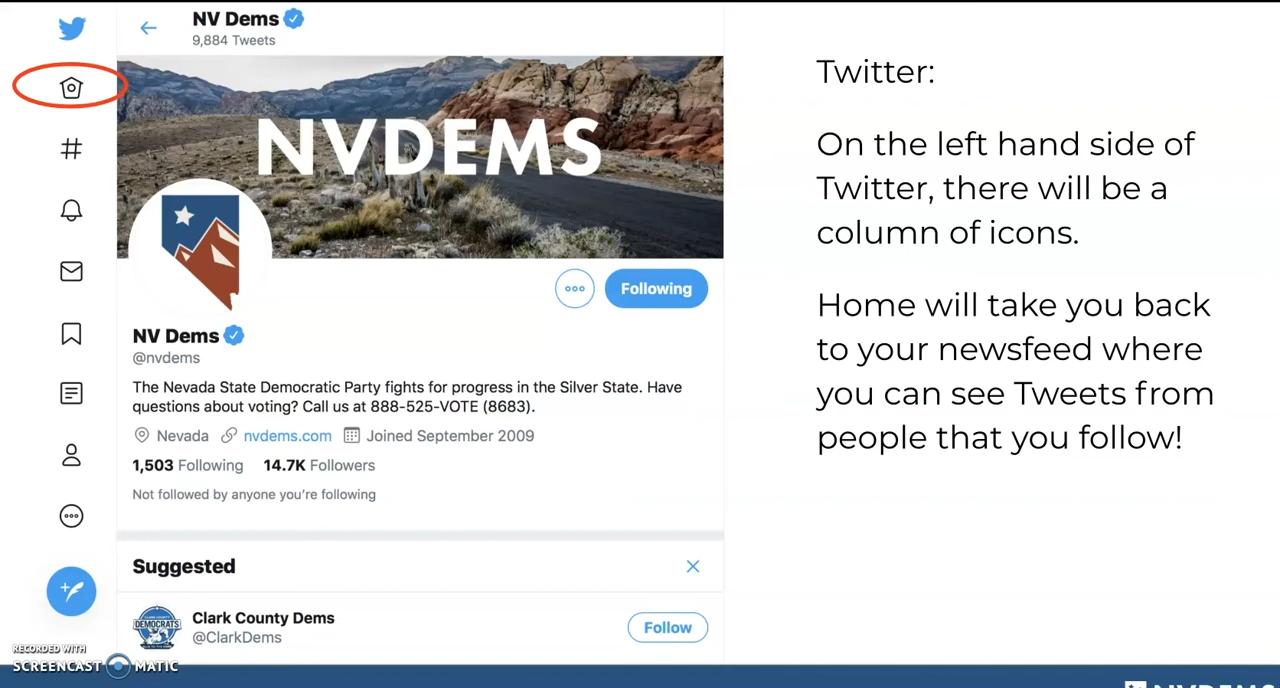 NV Dems
9,884 Tweets
NVDEMS
Following
NV Dems
@nvdems
The Nevada State Democratic Party fights for progress in the Silver State. Have
questions about voting? Call us at 888-525-VOTE (8683).
Nevada nvdems.com Joined September 2009
1,503 Following 14.7K Followers
Not followed by anyone you're following
Suggested
Clark County Dems
@ClarkDems
Follow
DEMOCRATS
Twitter:
On the left hand side of
Twitter, there will be a
column of icons.
Home will take you back
to your newsfeed where
you can see Tweets from
people that you follow!
RECORDED WITH
SCREENCAST MATIC
NVDEMS